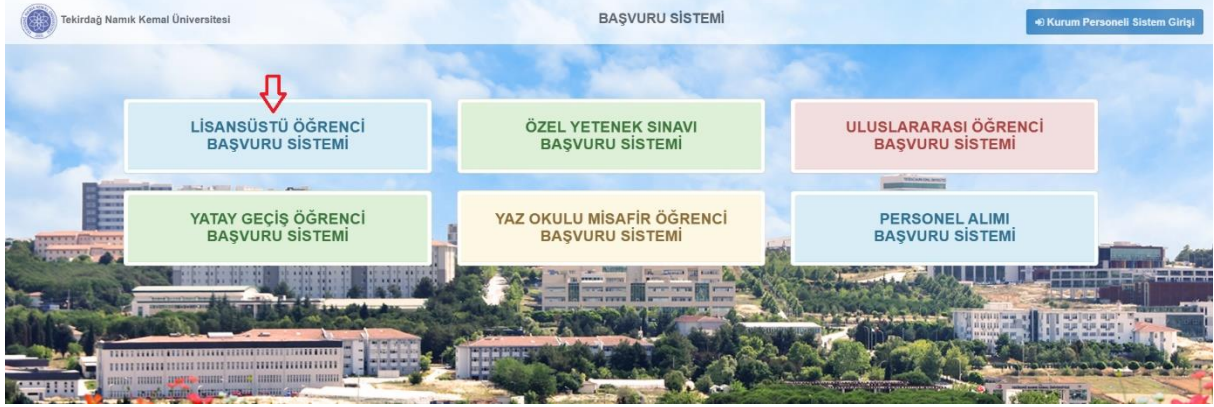 Tekirdağ Namık Kemal Üniversitesi
BAŞVURU SİSTEMİ
Kurum Personeli Sistem Girişi
LİSANSÜSTÜ ÖĞRENCİ
BAŞVURU SİSTEMİ
ÖZEL YETENEK SINAVI
BAŞVURU SİSTEMİ
ULUSLARARASI ÖĞRENCİ
BAŞVURU SİSTEMİ
YATAY GEÇİŞ ÖĞRENCİ
BAŞVURU SİSTEMİ
YAZ OKULU MİSAFİR ÖĞRENCİ
BAŞVURU SİSTEMİ
PERSONEL ALIMI
BAŞVURU SİSTEMİ